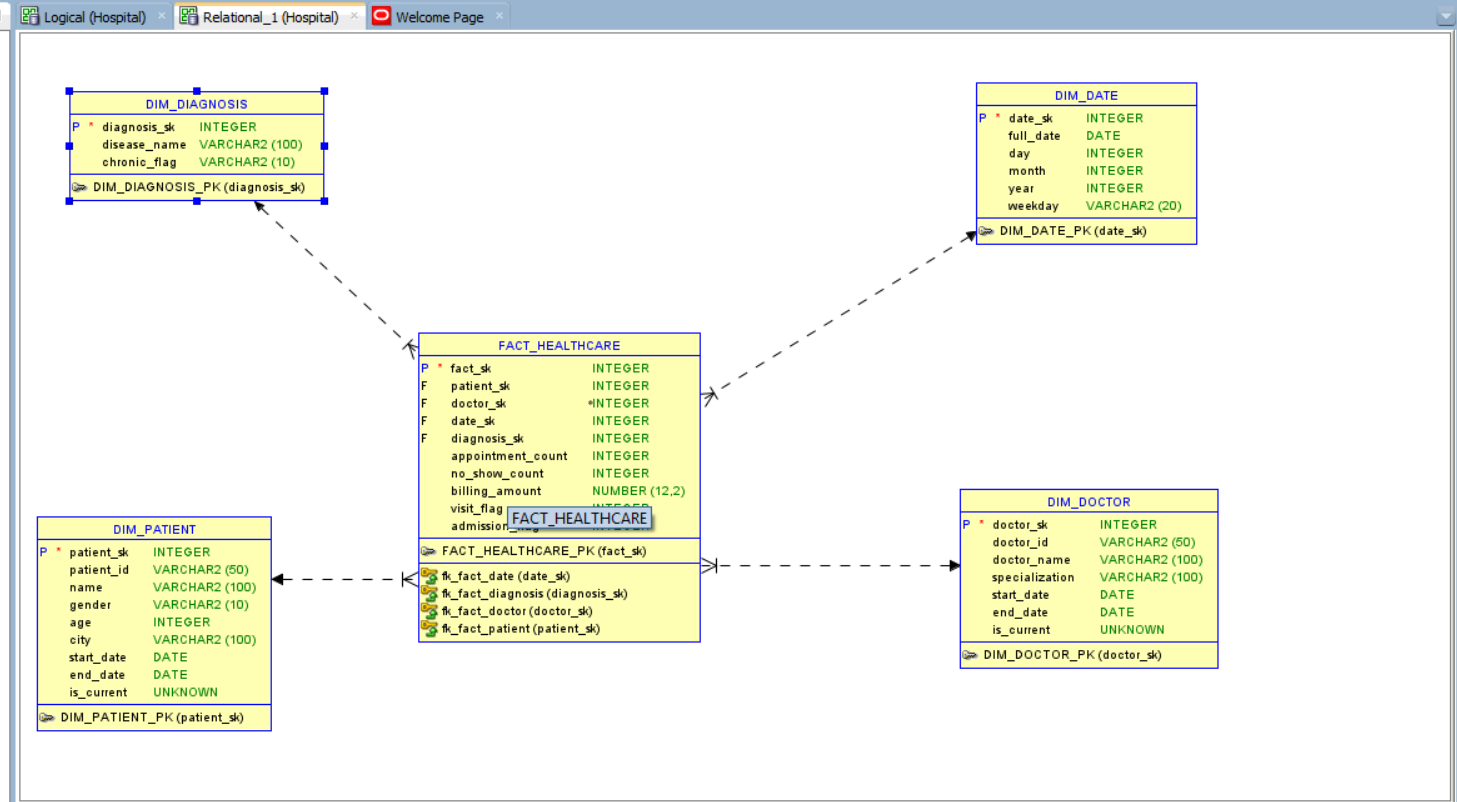 Logical (Hospital)
Relational_1 (Hospital)
Welcome Page
DIM_DIAGNOSIS
P * diagnosis_sk INTEGER
disease_name VARCHAR2 (100)
chronic_flag VARCHAR2 (10)
DIM_DIAGNOSIS_PK (diagnosis_sk)
DIM_DATE
P * date_sk INTEGER
full_date DATE
day INTEGER
month INTEGER
year INTEGER
weekday VARCHAR2 (20)
DIM_DATE_PK (date_sk)
FACT_HEALTHCARE
P * fact_sk INTEGER
F patient_sk INTEGER
F doctor_sk INTEGER
F date_sk INTEGER
F diagnosis_sk INTEGER
appointment_count INTEGER
no_show_count INTEGER
billing_amount NUMBER (12,2)
visit_flag
FACT_HEALTHCARE
FACT_HEALTHCARE_PK (fact_sk)
fk_fact_date (date_sk)
fk_fact_diagnosis (diagnosis_sk)
fk_fact_doctor (doctor_sk)
fk_fact_patient (patient_sk)
DIM_PATIENT
P * patient_sk INTEGER
patient_id VARCHAR2 (50)
name VARCHAR2 (100)
gender VARCHAR2 (10)
age INTEGER
city VARCHAR2 (100)
start_date DATE
end_date DATE
is_current UNKNOWN
DIM_PATIENT_PK (patient_sk)
DIM_DOCTOR
P * doctor_sk INTEGER
doctor_id VARCHAR2 (50)
doctor_name VARCHAR2 (100)
specialization VARCHAR2 (100)
start_date DATE
end_date DATE
is_current UNKNOWN
DIM_DOCTOR_PK (doctor_sk)